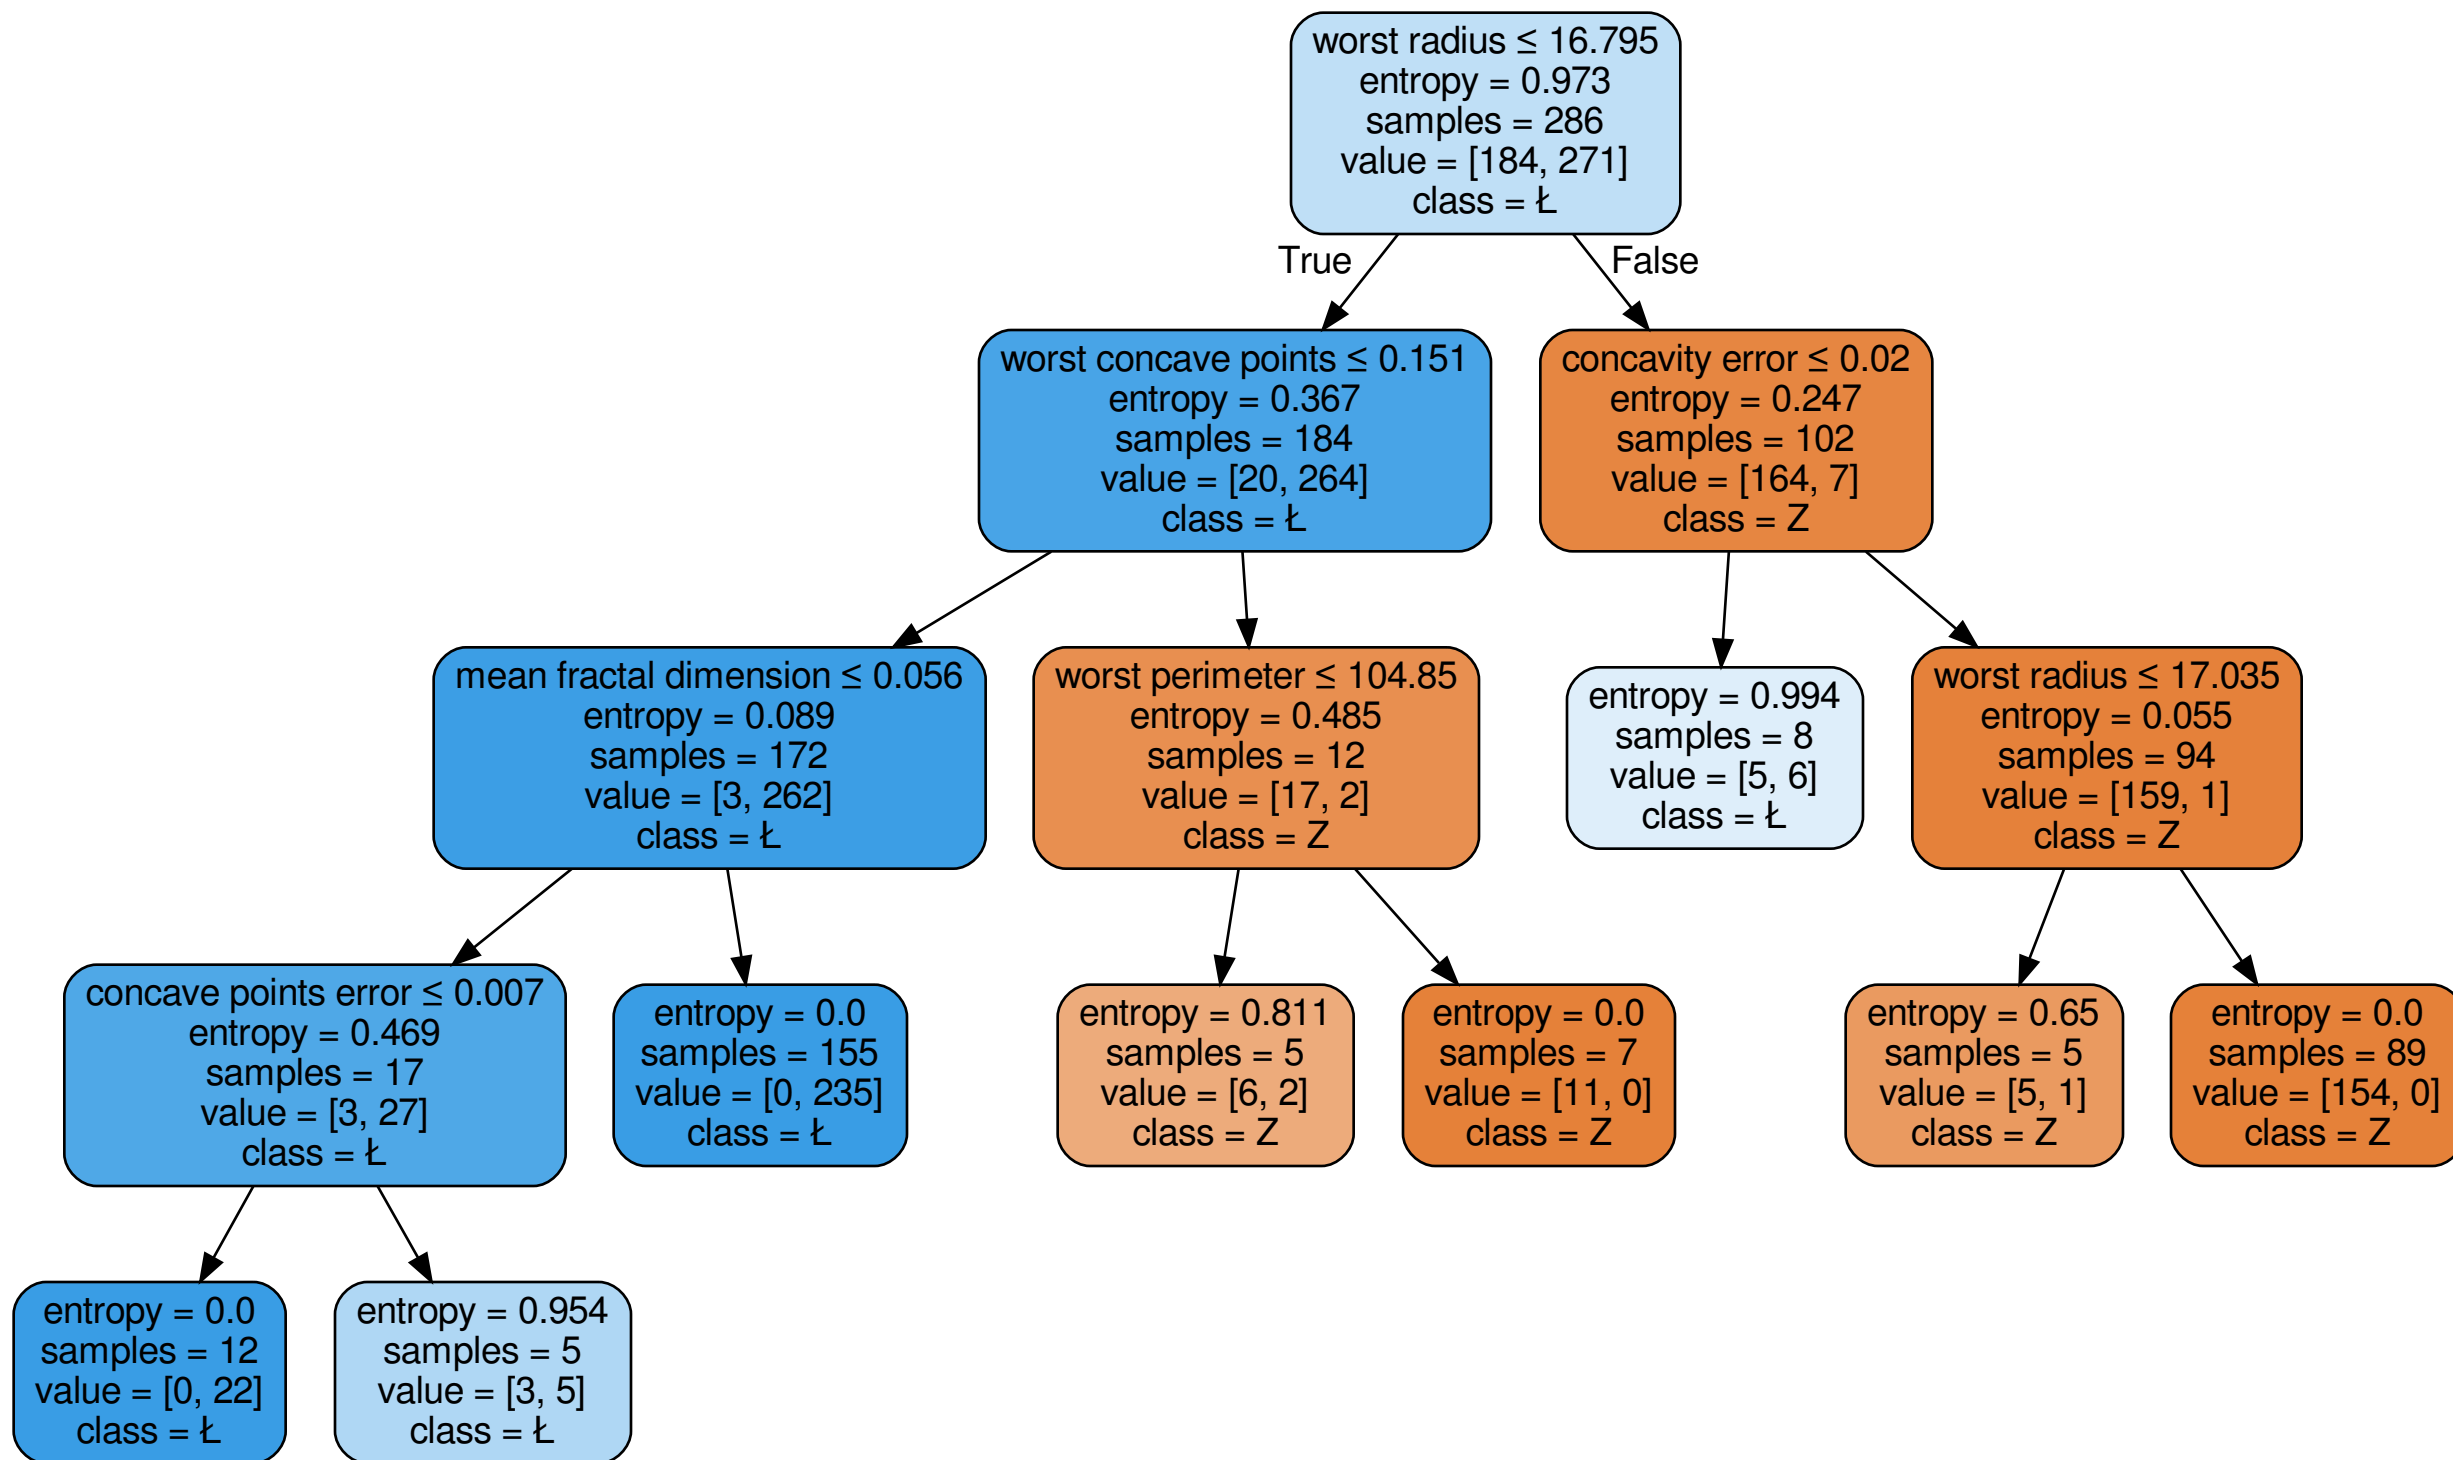 worst radius ≤ 16.795
entropy = 0.973
samples = 286
value = [184, 271]
class = Ł
True
False
worst concave points ≤ 0.151
entropy = 0.367
samples = 184
value = [20, 264]
class = Ł
concavity error ≤ 0.02
entropy = 0.247
samples = 102
value = [164, 7]
class = Z
mean fractal dimension ≤ 0.056
entropy = 0.089
samples = 172
value = [3, 262]
class = Ł
worst perimeter ≤ 104.85
entropy = 0.485
samples = 12
value = [17, 2]
class = Z
entropy = 0.994
samples = 8
value = [5, 6]
class = Ł
worst radius ≤ 17.035
entropy = 0.055
samples = 94
value = [159, 1]
class = Z
concave points error ≤ 0.007
entropy = 0.469
samples = 17
value = [3, 27]
class = Ł
entropy = 0.0
samples = 155
value = [0, 235]
class = Ł
entropy = 0.811
samples = 5
value = [6, 2]
class = Z
entropy = 0.0
samples = 7
value = [11, 0]
class = Z
entropy = 0.65
samples = 5
value = [5, 1]
class = Z
entropy = 0.0
samples = 89
value = [154, 0]
class = Z
entropy = 0.0
samples = 12
value = [0, 22]
class = Ł
entropy = 0.954
samples = 5
value = [3, 5]
class = Ł